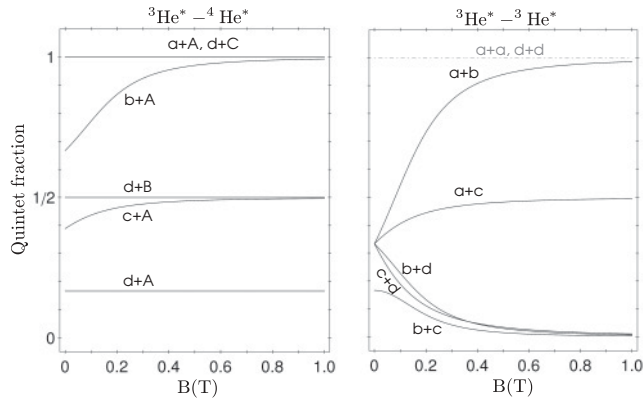 ³He* – ⁴He*
³He* – ³He*
Quintet fraction
1
1/2
0
a+A, d+C
b+A
d+B
c+A
d+A
0 0.2 0.4 0.6 0.8 1.0
B(T)
a+a, d+d
a+b
a+c
b+d
c+d
b+c
0 0.2 0.4 0.6 0.8 1.0
B(T)